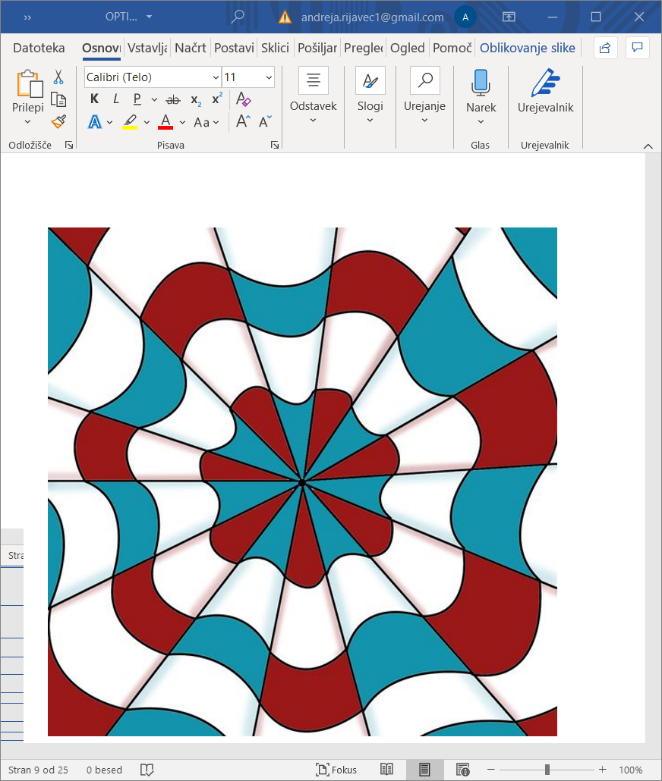 ›› OPTI... andreja.rijavec1@gmail.com A
Datoteka Osnov Vstavlja Načrt Postavi Sklici Pošiljar Pregled Ogled Pomoč Oblikovanje slike
Calibri (Telo) 11
Prilepi K L P ab x₂ x² A Odstavek Slogi Urejanje Narek Urejevalnik
A A Aa A A
Odložišče Pisava Glas Urejevalnik
Stra
Stran 9 od 25 0 besed Fokus 100%